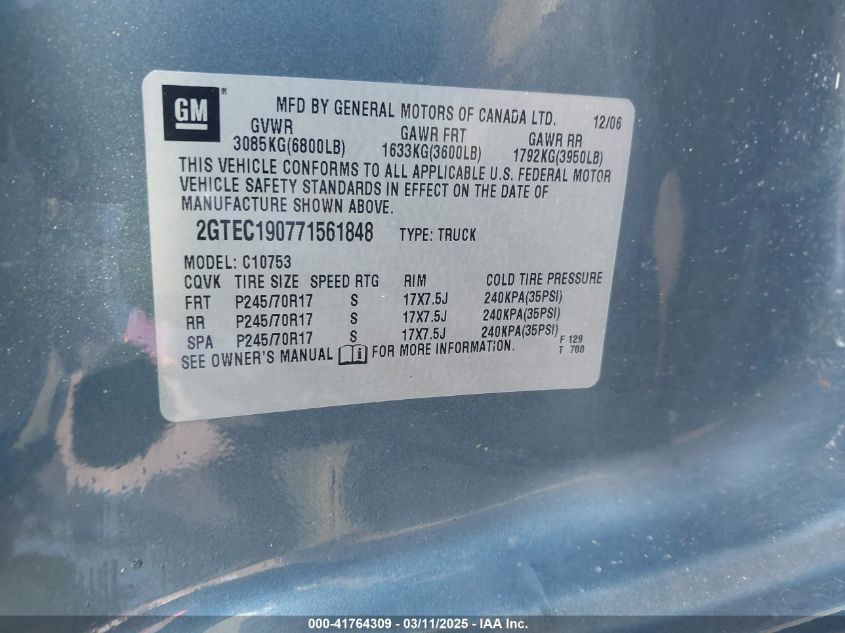 GM ®
MFD BY GENERAL MOTORS OF CANADA LTD. 12/06
GVWR GAWR FRT GAWR RR
3085KG(6800LB) 1633KG(3600LB) 1792KG(3950LB)
THIS VEHICLE CONFORMS TO ALL APPLICABLE U.S. FEDERAL MOTOR
VEHICLE SAFETY STANDARDS IN EFFECT ON THE DATE OF
MANUFACTURE SHOWN ABOVE.
2GTEC190771561848 TYPE: TRUCK
MODEL: C10753
CQVK TIRE SIZE SPEED RTG RIM COLD TIRE PRESSURE
FRT P245/70R17 S 17X7.5J 240KPA(35PSI)
RR P245/70R17 S 17X7.5J 240KPA(35PSI)
SPA P245/70R17 S 17X7.5J 240KPA(35PSI)
SEE OWNER'S MANUAL FOR MORE INFORMATION.
F 129
T 700
000-41764309 - 03/11/2025 - IAA Inc.